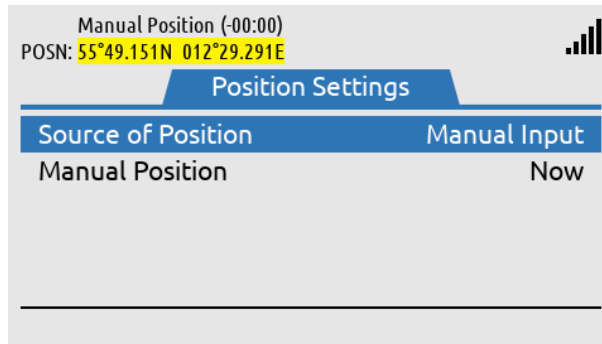 Manual Position (-00:00)
POSN: 55°49.151N 012°29.291E
Position Settings
Source of Position Manual Input
Manual Position Now